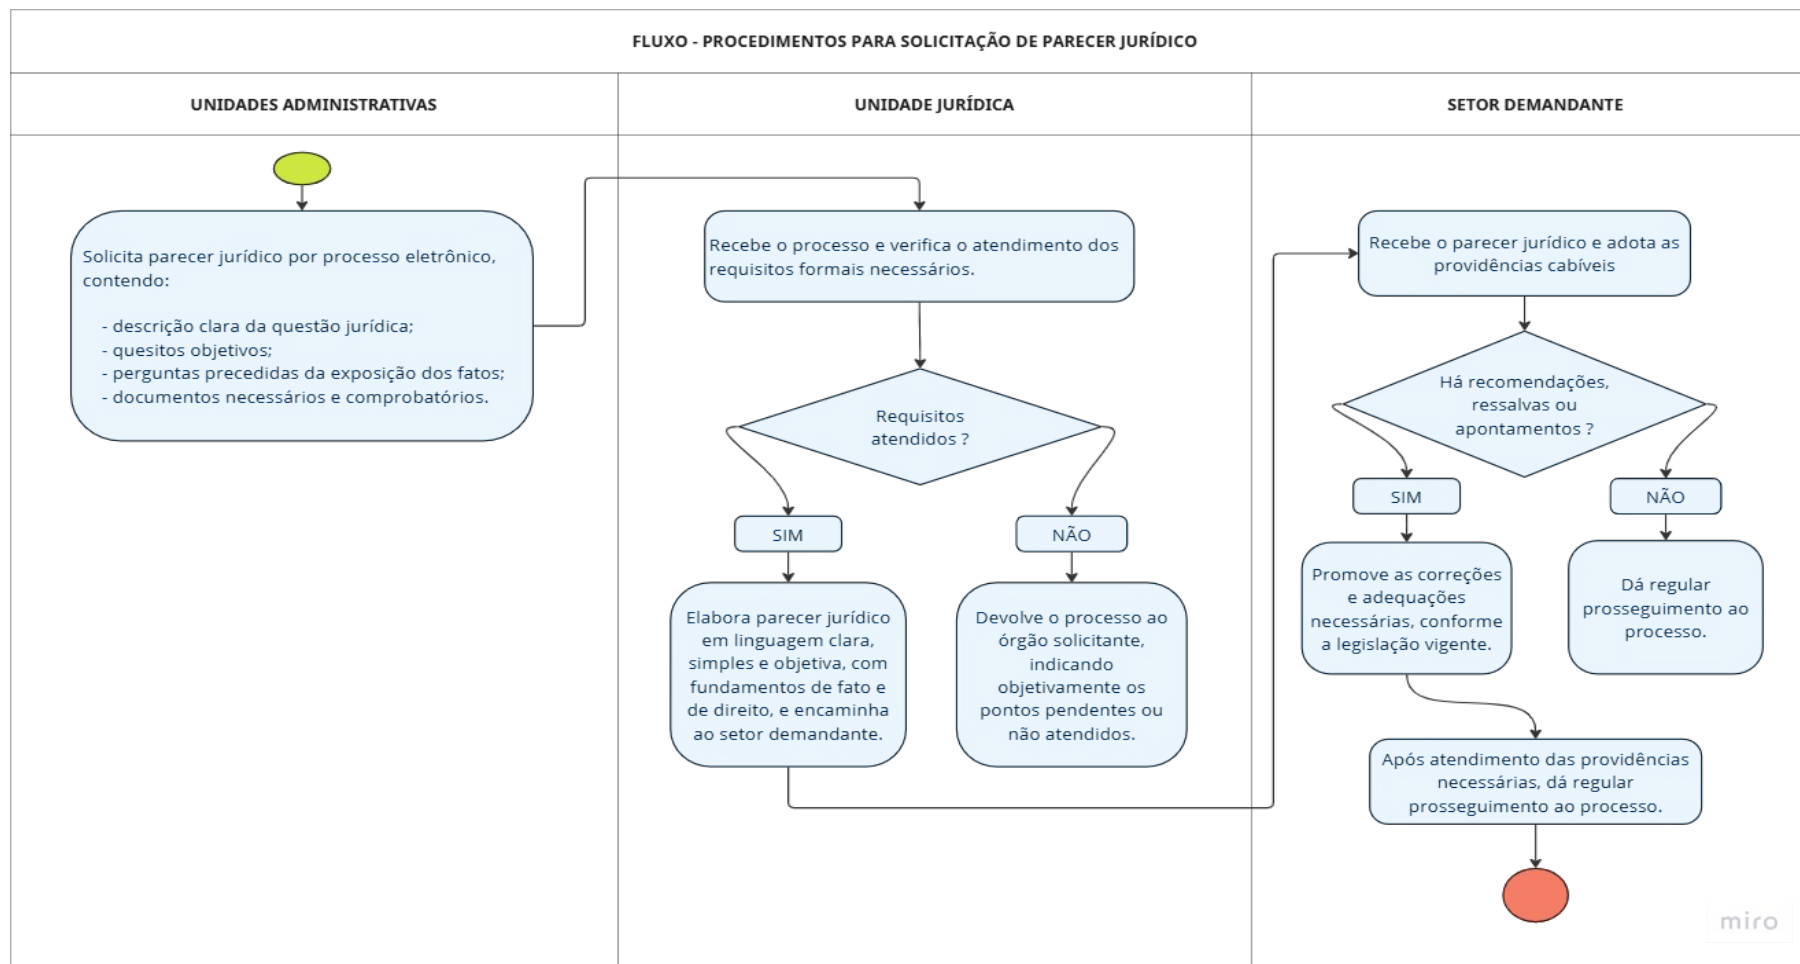 FLUXO - PROCEDIMENTOS PARA SOLICITAÇÃO DE PARECER JURÍDICO
UNIDADES ADMINISTRATIVAS
UNIDADE JURÍDICA
SETOR DEMANDANTE
Solicita parecer jurídico por processo eletrônico,
contendo:
- descrição clara da questão jurídica;
- quesitos objetivos;
- perguntas precedidas da exposição dos fatos;
- documentos necessários e comprobatórios.
Recebe o processo e verifica o atendimento dos
requisitos formais necessários.
Requisitos
atendidos ?
SIM
NÃO
Elabora parecer jurídico
em linguagem clara,
simples e objetiva, com
fundamentos de fato e
de direito, e encaminha
ao setor demandante.
Devolve o processo ao
órgão solicitante,
indicando
objetivamente os
pontos pendentes ou
não atendidos.
Recebe o parecer jurídico e adota as
providências cabíveis
Há recomendações,
ressalvas ou
apontamentos ?
SIM
NÃO
Promove as correções
e adequações
necessárias, conforme
a legislação vigente.
Dá regular
prosseguimento ao
processo.
Após atendimento das providências
necessárias, dá regular
prosseguimento ao processo.
miro